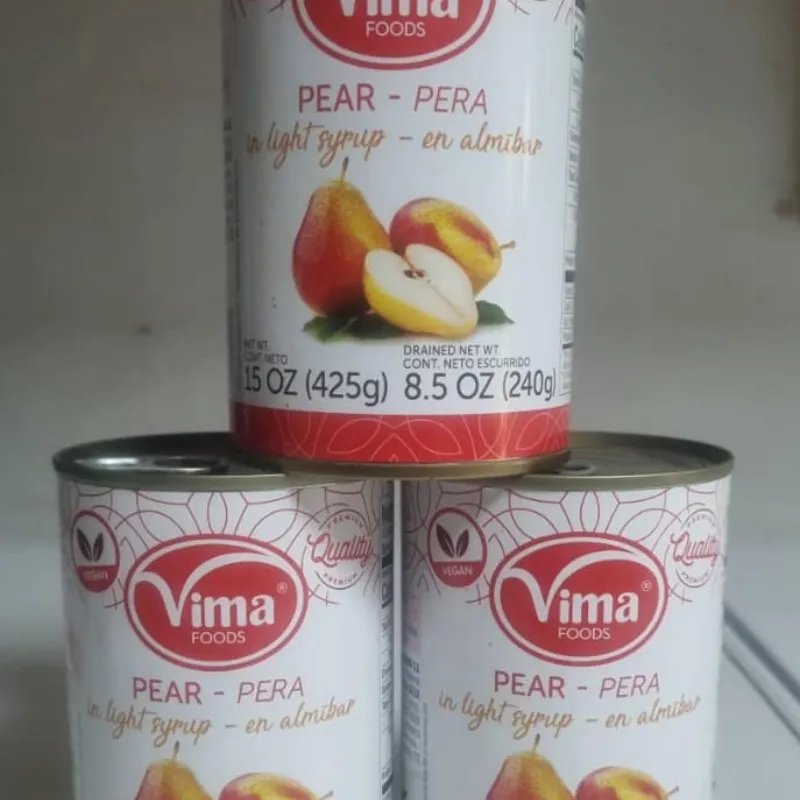 Vima
FOODS
PEAR - PERA
in light syrup - en almíbar
NET WT.
CONT. NETO
15 OZ (425g)
DRAINED NET WT.
CONT. NETO ESCURRIDO
8.5 OZ (240g)
VEGAN
Vima®
FOODS
PREMIUM
Quality
PREMIUM
PEAR - PERA
in light syrup - en almíbar
VEGAN
Vima®
FOODS
PREMIUM
Quality
PREMIUM
PEAR - PERA
in light syrup - en almíbar